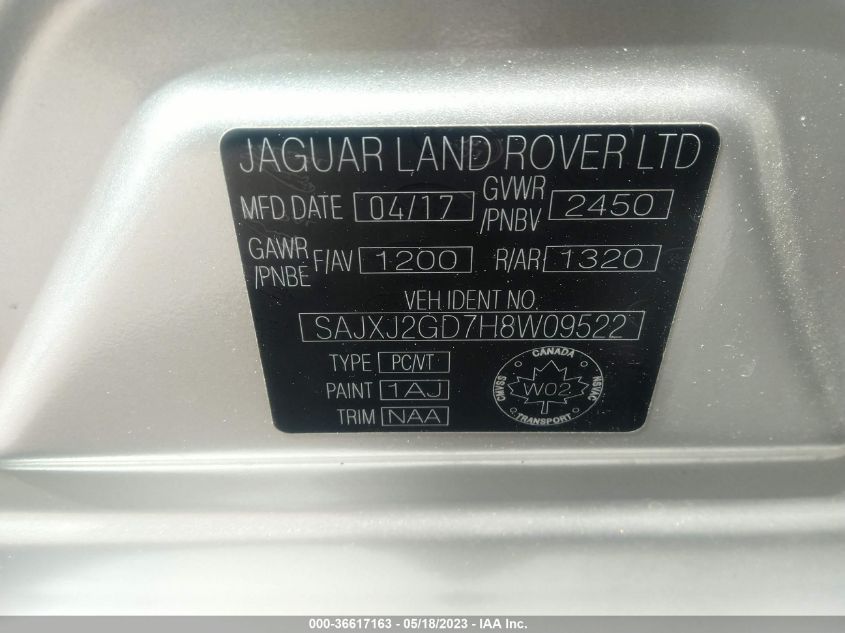 JAGUAR LAND ROVER LTD
MFD.DATE 04/17 GVWR /PNBV 2450
GAWR /PNBE F/AV 1200 R/AR 1320
VEH.IDENT NO.
SAJXJ2GD7H8W09522
TYPE PC/VT
PAINT 1AJ
TRIM NAA
CANADA
CMVSS W02 NSVAC
TRANSPORT
000-36617163 - 05/18/2023 - IAA Inc.